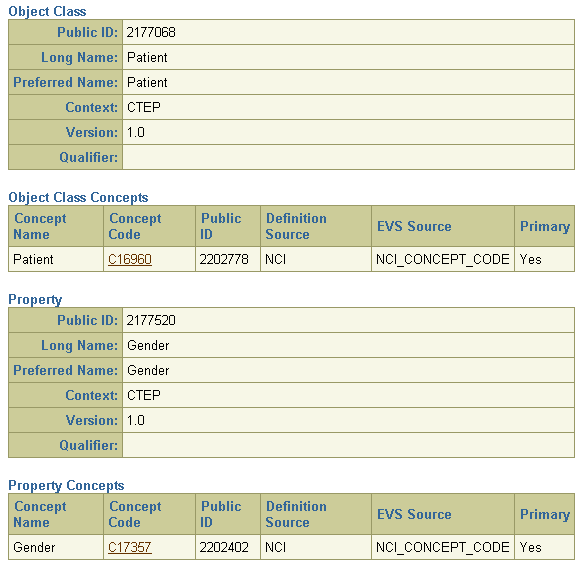 Object Class
Public ID: 2177068
Long Name: Patient
Preferred Name: Patient
Context: CTEP
Version: 1.0
Qualifier:
Object Class Concepts
Concept Name Concept Code Public ID Definition Source EVS Source Primary
Patient C16960 2202778 NCI NCI_CONCEPT_CODE Yes
Property
Public ID: 2177520
Long Name: Gender
Preferred Name: Gender
Context: CTEP
Version: 1.0
Qualifier:
Property Concepts
Concept Name Concept Code Public ID Definition Source EVS Source Primary
Gender C17357 2202402 NCI NCI_CONCEPT_CODE Yes